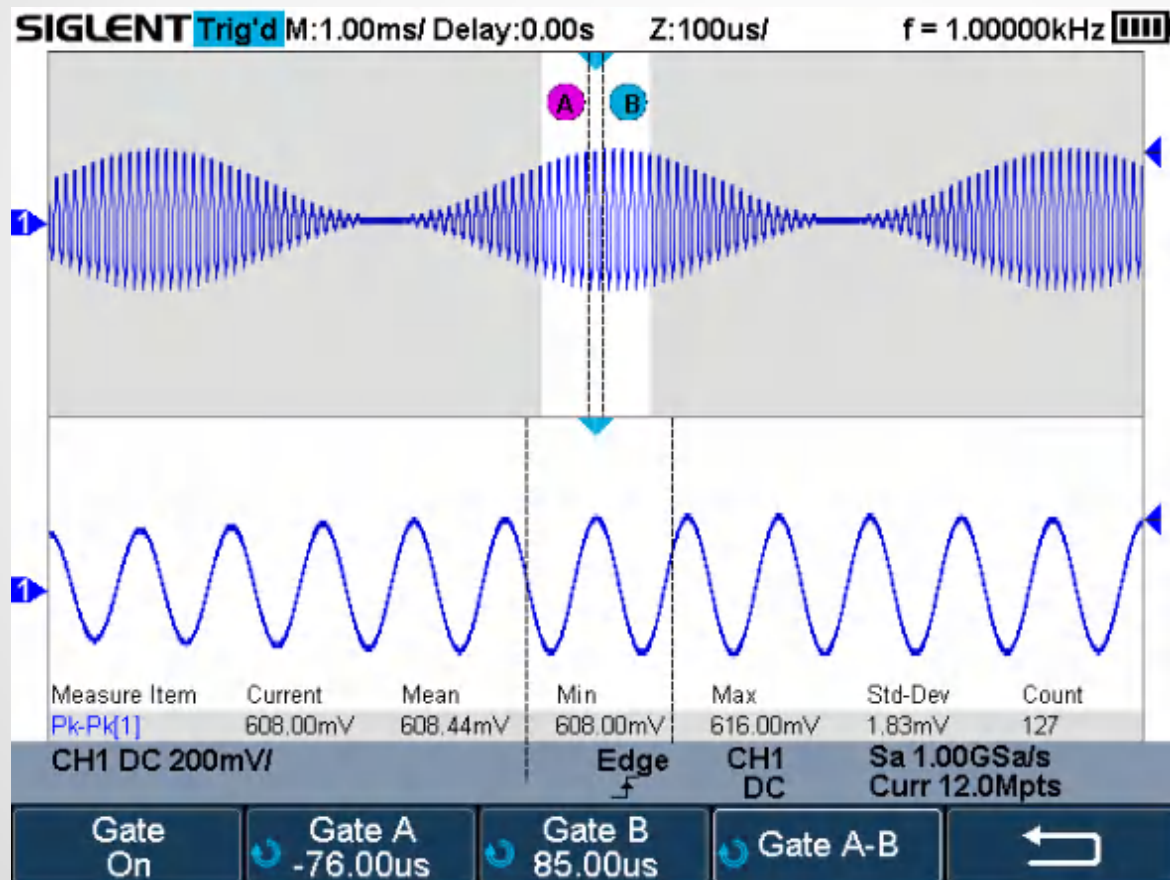 SIGLENT Trig'd M:1.00ms/ Delay:0.00s Z:100us/ f = 1.00000kHz
A B
1
1
Measure Item Current Mean Min Max Std-Dev Count
Pk-Pk[1] 608.00mV 608.44mV 608.00mV 616.00mV 1.83mV 127
CH1 DC 200mV/ Edge CH1 Sa 1.00GSa/s
DC Curr 12.0Mpts
Gate Gate A Gate B Gate A-B
On -76.00us 85.00us